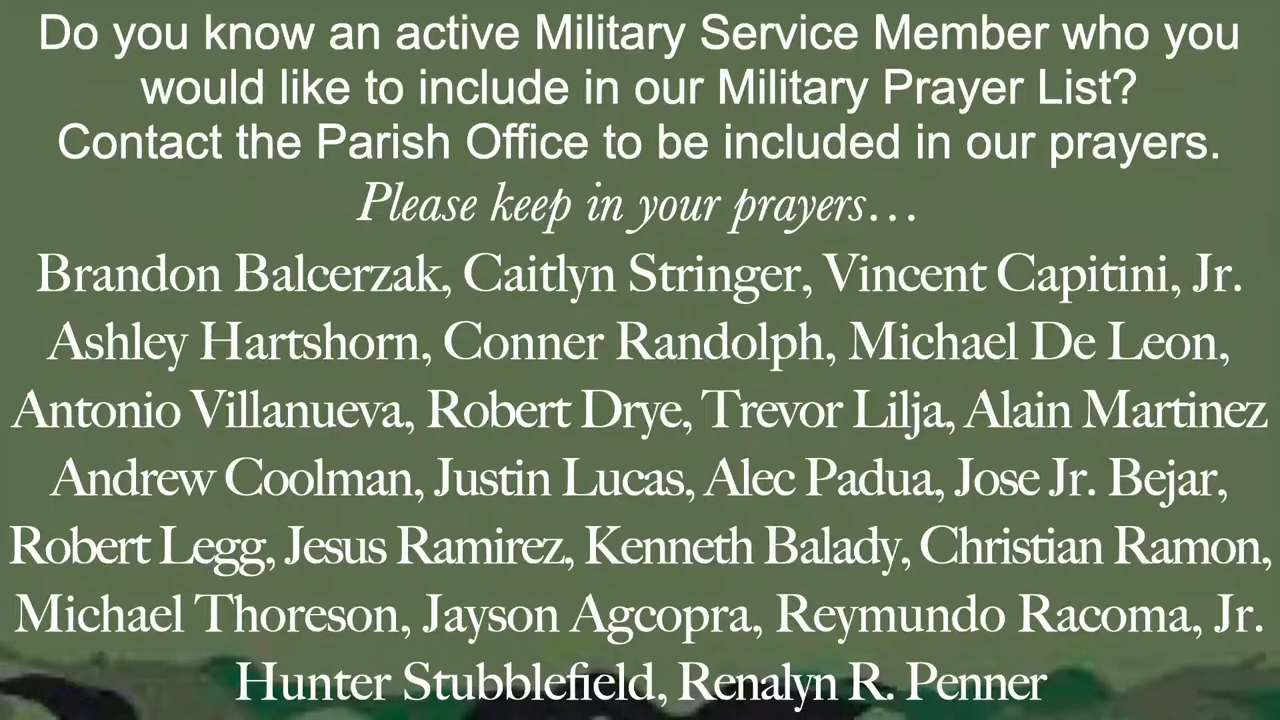 Do you know an active Military Service Member who you
would like to include in our Military Prayer List?
Contact the Parish Office to be included in our prayers.
Please keep in your prayers…
Brandon Balcerzak, Caitlyn Stringer, Vincent Capitini, Jr.
Ashley Hartshorn, Conner Randolph, Michael De Leon,
Antonio Villanueva, Robert Drye, Trevor Lilja, Alain Martinez
Andrew Coolman, Justin Lucas, Alec Padua, Jose Jr. Bejar,
Robert Legg, Jesus Ramirez, Kenneth Balady, Christian Ramon,
Michael Thoreson, Jayson Agcopra, Reymundo Racoma, Jr.
Hunter Stubblefield, Renalyn R. Penner